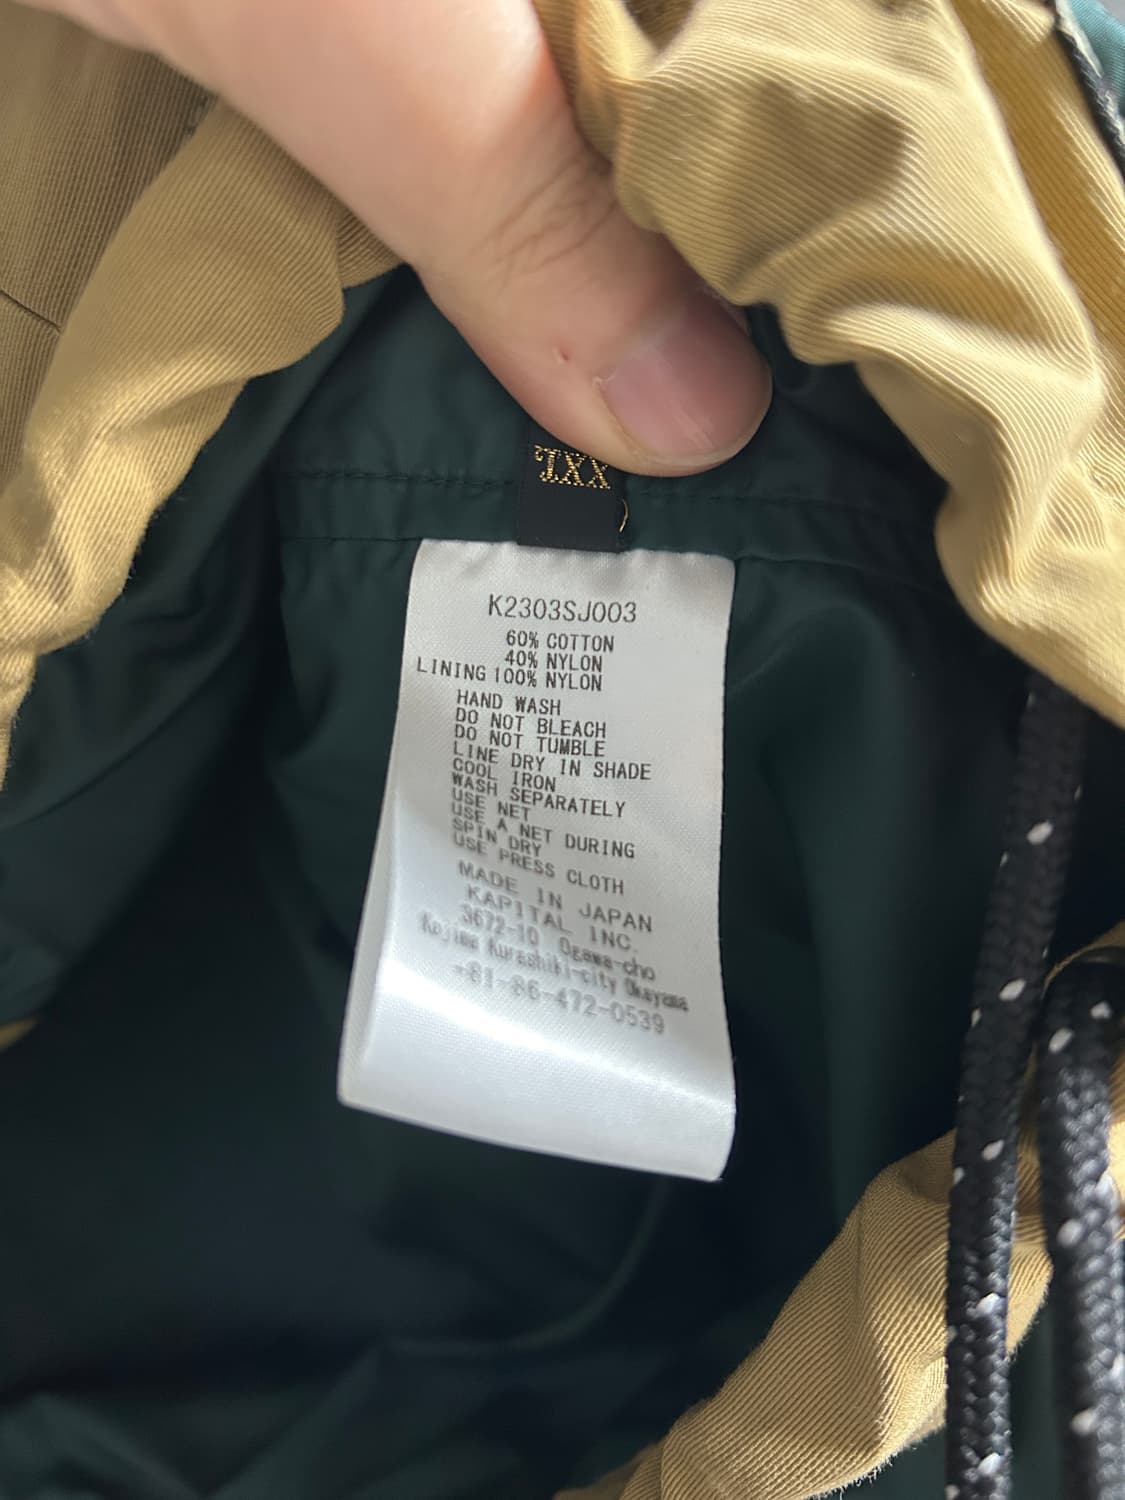 XXL
K2303SJ003
60% COTTON
40% NYLON
LINING 100% NYLON
HAND WASH
DO NOT BLEACH
DO NOT TUMBLE
LINE DRY IN SHADE
COOL IRON
WASH SEPARATELY
USE NET
USE A NET DURING
SPIN DRY
USE PRESS CLOTH
MADE IN JAPAN
KAPITAL INC.
3672-10 Ogawa-cho
Kojima Kurashiki-city Okayama
+81-86-472-0539